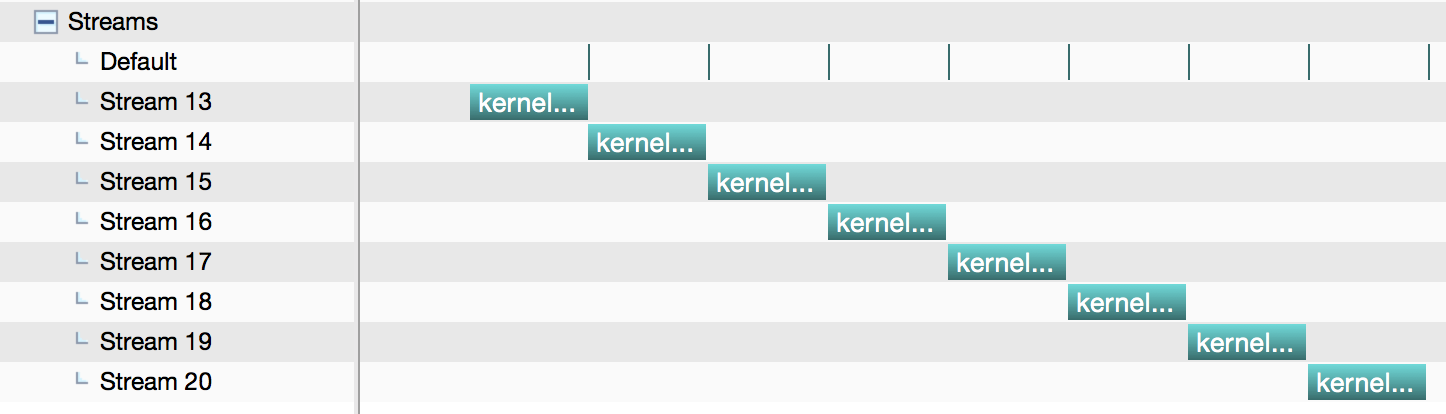 Streams
Default
Stream 13
kernel...
Stream 14
kernel...
Stream 15
kernel...
Stream 16
kernel...
Stream 17
kernel...
Stream 18
kernel...
Stream 19
kernel...
Stream 20
kernel...